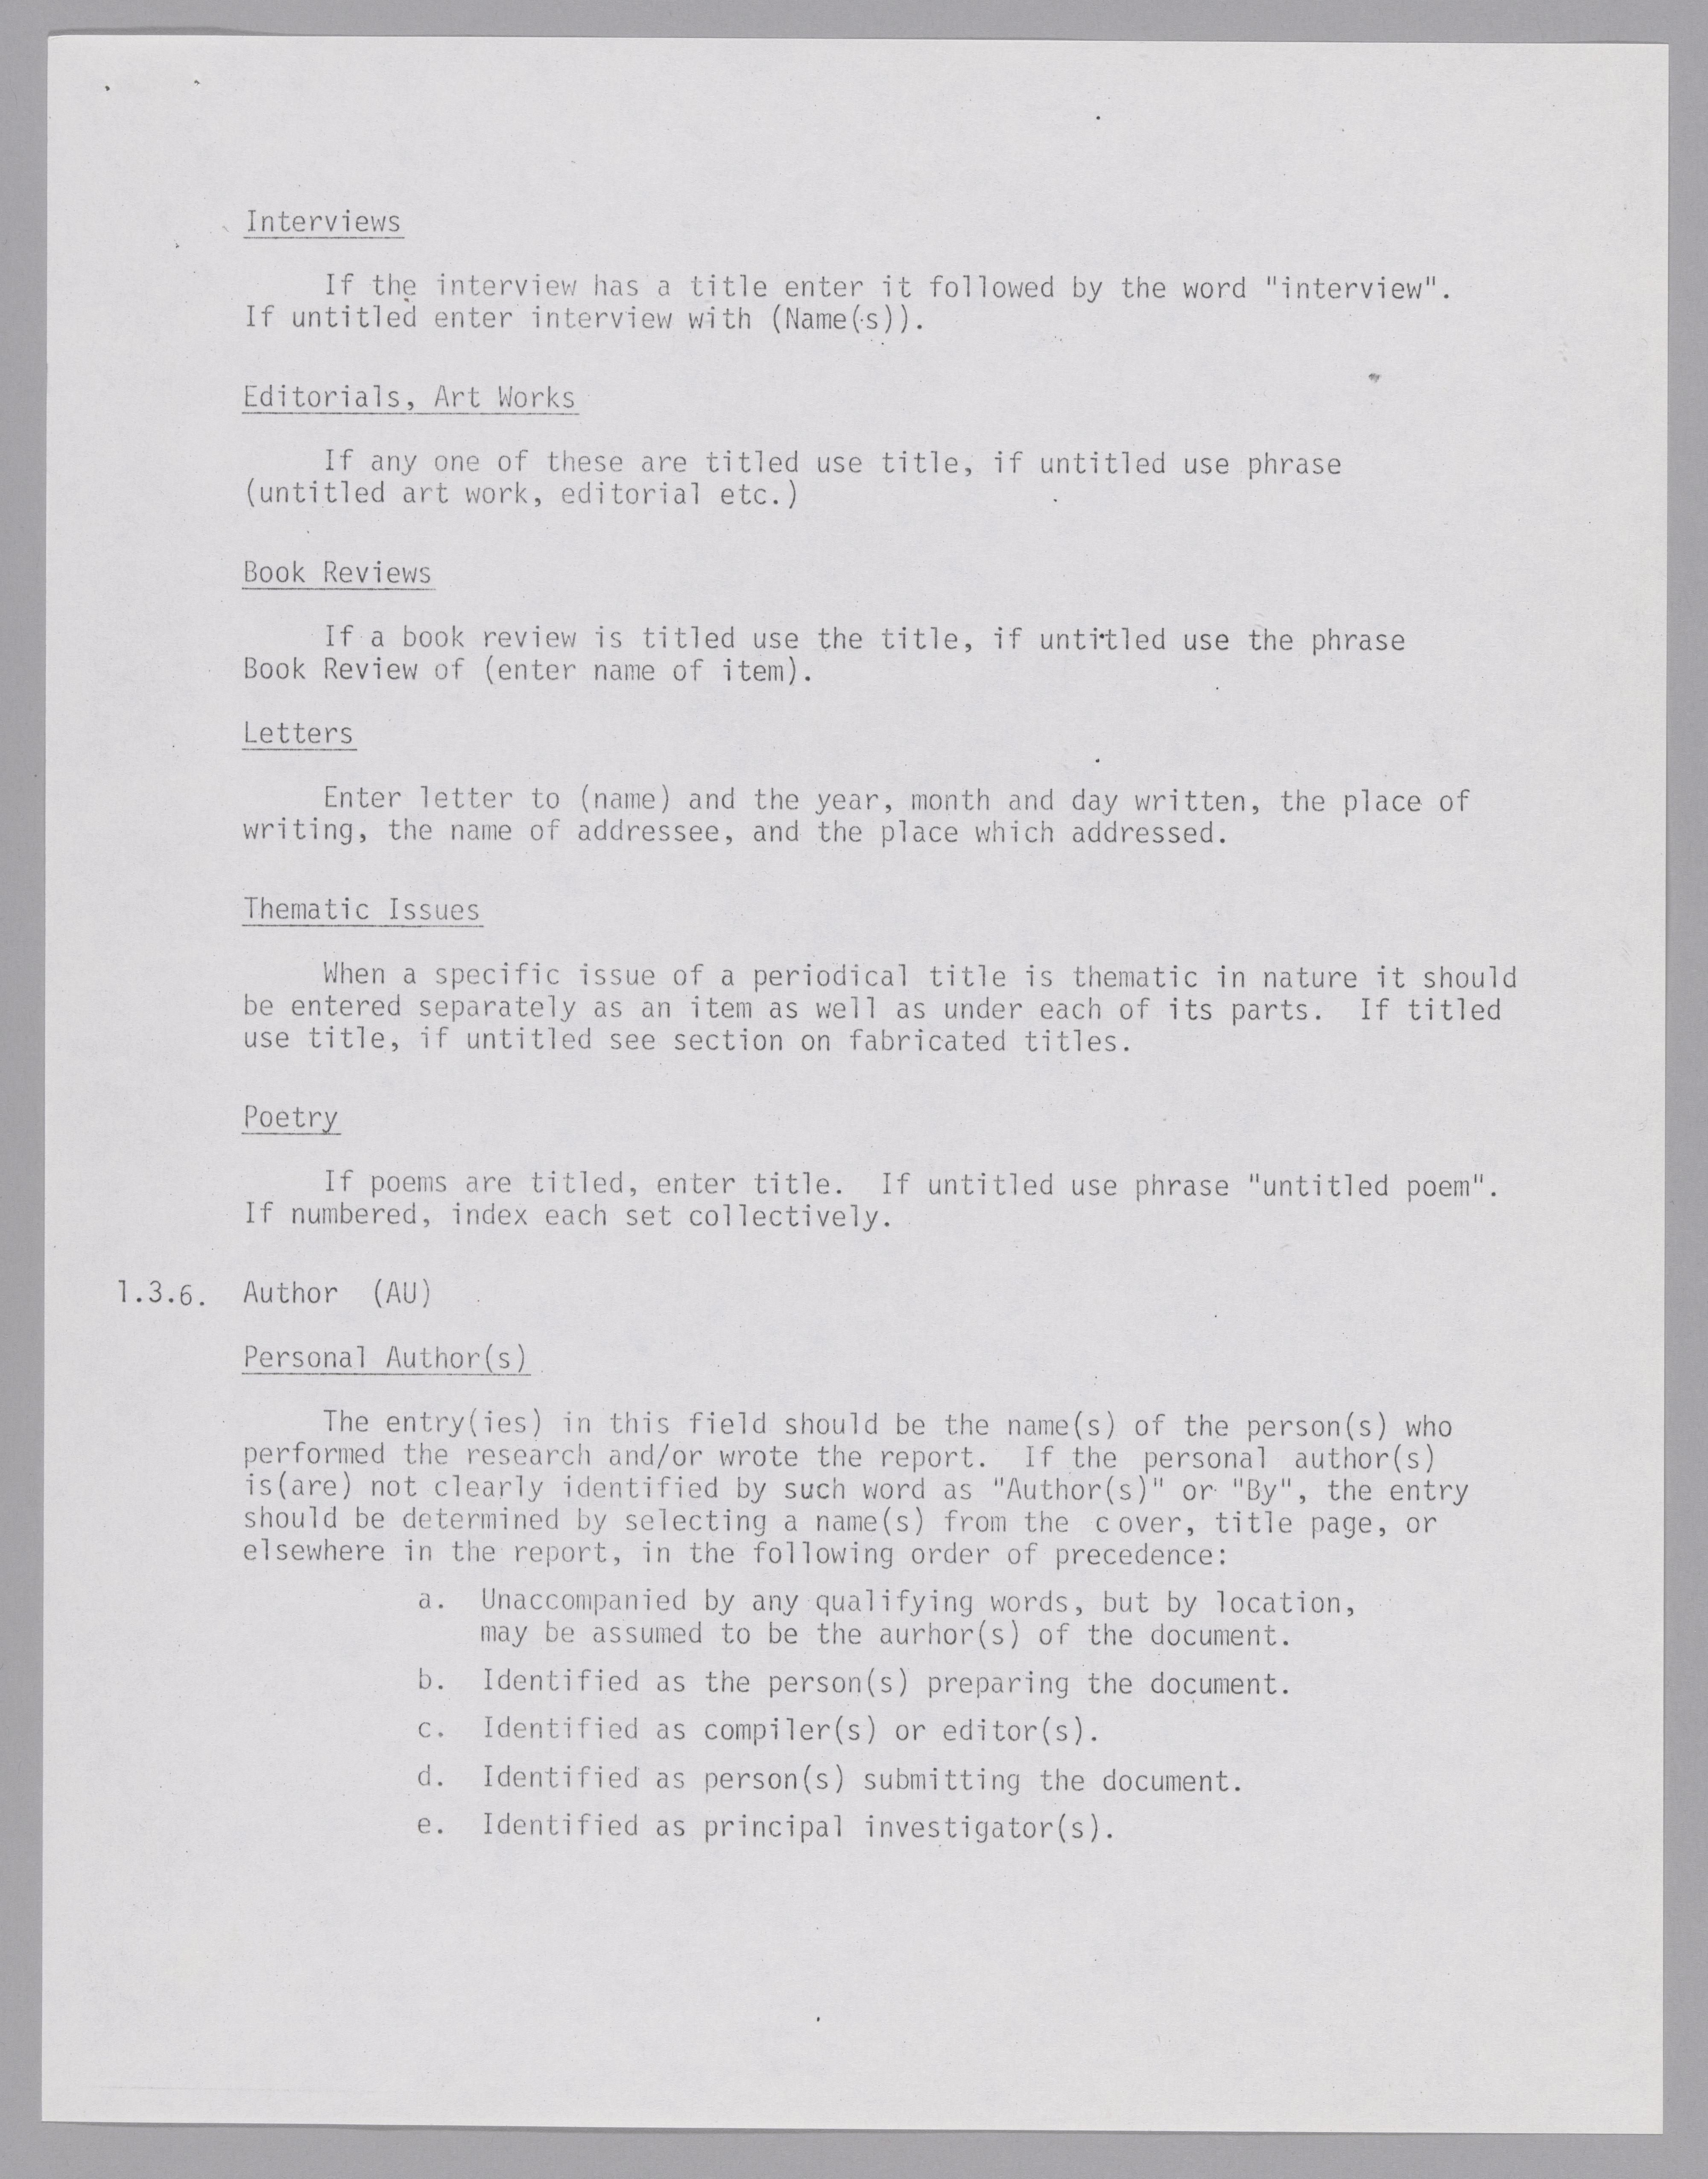 Interviews
If the interview has a title enter it followed by the word "interview".
If untitled enter interview with (Name(s)).
Editorials, Art Works
If any one of these are titled use title, if untitled use phrase
(untitled art work, editorial etc.)
Book Reviews
If a book review is titled use the title, if untitled use the phrase
Book Review of (enter name of item).
Letters
Enter letter to (name) and the year, month and day written, the place of
writing, the name of addressee, and the place which addressed.
Thematic Issues
When a specific issue of a periodical title is thematic in nature it should
be entered separately as an item as well as under each of its parts. If titled
use title, if untitled see section on fabricated titles.
Poetry
If poems are titled, enter title. If untitled use phrase "untitled poem".
If numbered, index each set collectively.
1.3.6. Author (AU)
Personal Author(s)
The entry(ies) in this field should be the name(s) of the person(s) who
performed the research and/or wrote the report. If the personal author(s)
is(are) not clearly identified by such word as "Author(s)" or "By", the entry
should be determined by selecting a name(s) from the c over, title page, or
elsewhere in the report, in the following order of precedence:
a. Unaccompanied by any qualifying words, but by location,
may be assumed to be the aurhor(s) of the document.
b. Identified as the person(s) preparing the document.
c. Identified as compiler(s) or editor(s).
d. Identified as person(s) submitting the document.
e. Identified as principal investigator(s).